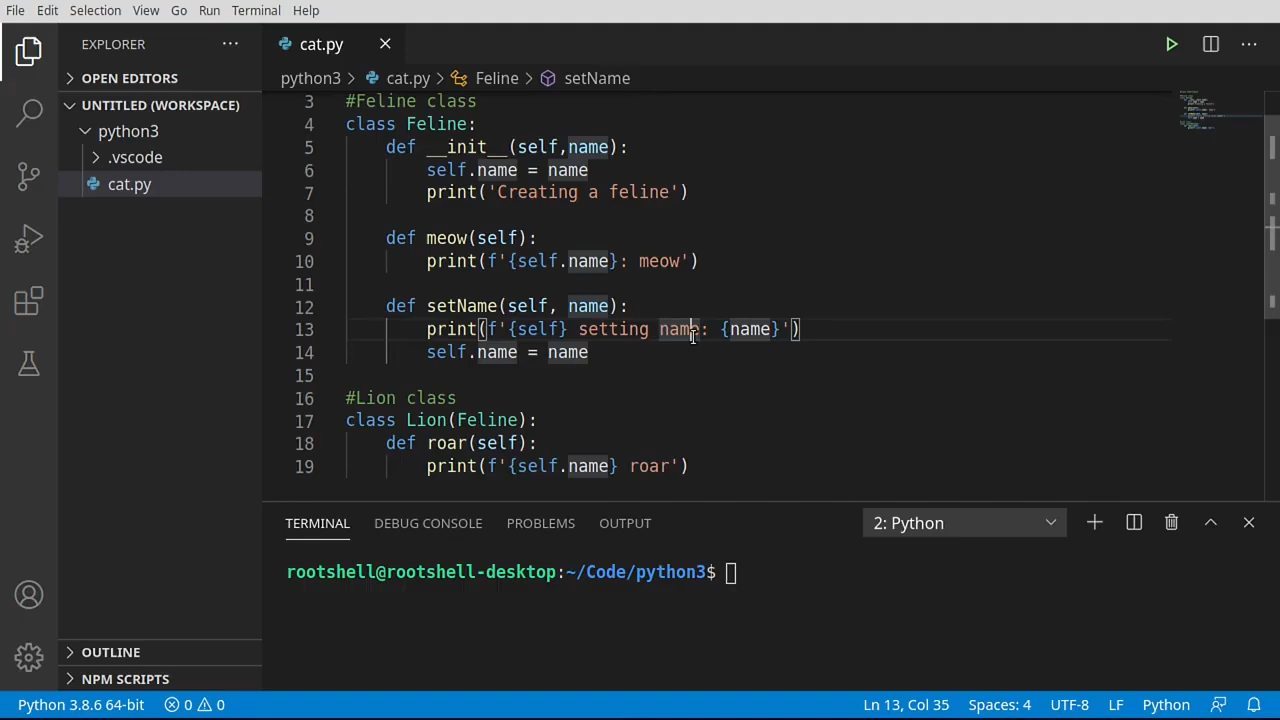 File Edit Selection View Go Run Terminal Help
EXPLORER ···
cat.py
OPEN EDITORS
python3 > cat.py > Feline > setName
UNTITLED (WORKSPACE)
python3
.vscode
cat.py
3 #Feline class
4 class Feline:
5 def __init__(self,name):
6 self.name = name
7 print('Creating a feline')
8
9 def meow(self):
10 print(f'{self.name}: meow')
11
12 def setName(self, name):
13 print(f'{self} setting name: {name}')
14 self.name = name
15
16 #Lion class
17 class Lion(Feline):
18 def roar(self):
19 print(f'{self.name} roar')
TERMINAL DEBUG CONSOLE PROBLEMS OUTPUT 2: Python
rootshell@rootshell-desktop:~/Code/python3$
OUTLINE
NPM SCRIPTS
Python 3.8.6 64-bit 0 0 Ln 13, Col 35 Spaces: 4 UTF-8 LF Python